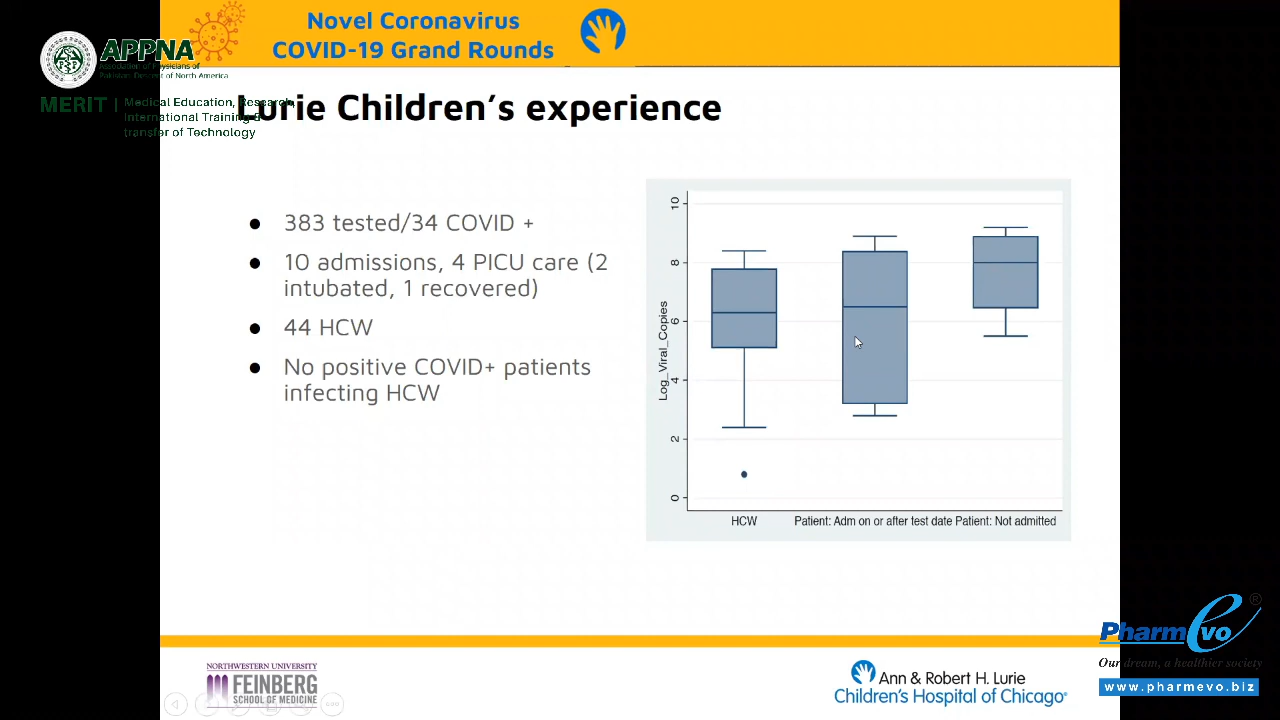 Novel Coronavirus
COVID-19 Grand Rounds
APPNA
Association of Physicians of
Pakistani Descent of North America
MERIT | Medical Education, Research,
International Training &
transfer of Technology
Lurie Children's experience
● 383 tested/34 COVID +
● 10 admissions, 4 PICU care (2
intubated, 1 recovered)
● 44 HCW
● No positive COVID+ patients
infecting HCW
Log_Viral_Copies
10
8
6
4
2
0
HCW
Patient: Adm on or after test date
Patient: Not admitted
NORTHWESTERN UNIVERSITY
FEINBERG
SCHOOL OF MEDICINE
Ann & Robert H. Lurie
Children's Hospital of Chicago®
PharmEvo ®
Our dream, a healthier society
www.pharmevo.biz